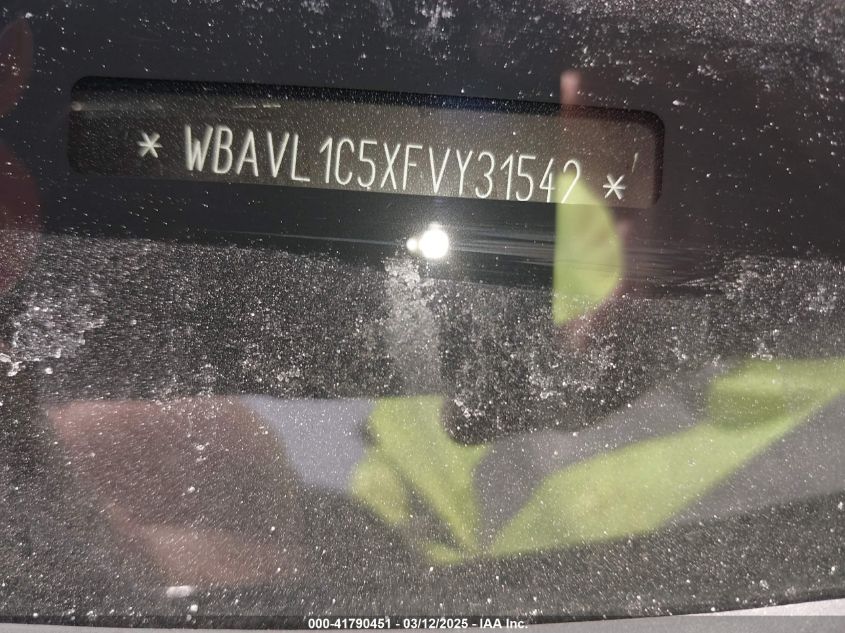 * WBAVL1C5XFVY31542 *
000-41790451 - 03/12/2025 - IAA Inc.